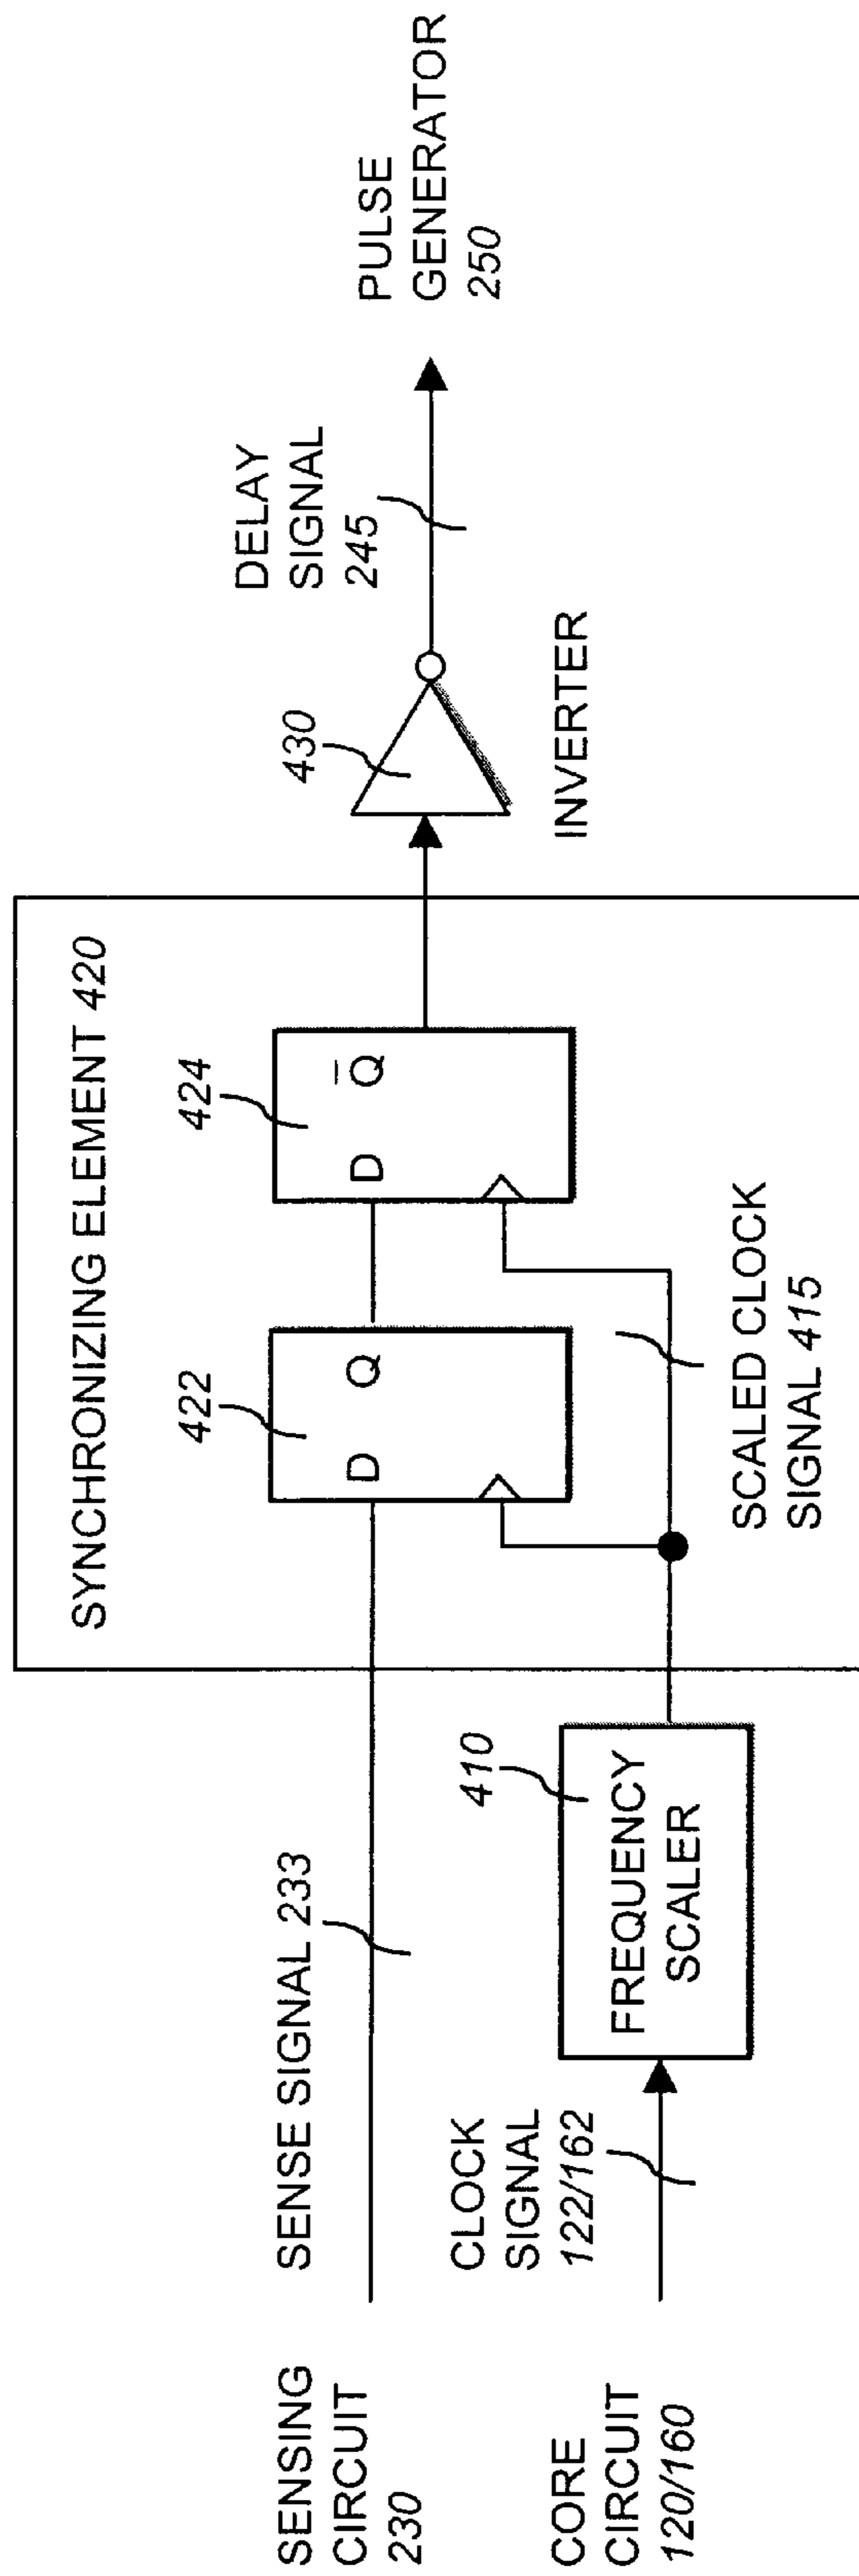 SENSING
CIRCUIT
230
SENSE SIGNAL 233
CORE
CIRCUIT
120/160
CLOCK
SIGNAL
122/162
410
FREQUENCY
SCALER
SYNCHRONIZING ELEMENT 420
422
D Q
424
D Q̅
SCALED CLOCK
SIGNAL 415
430
INVERTER
DELAY
SIGNAL
245
PULSE
GENERATOR
250